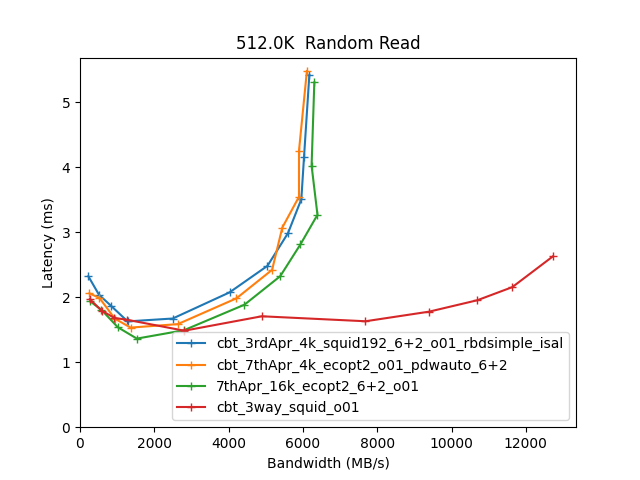 512.0K  Random Read
Latency (ms)
5
4
3
2
1
0
0 2000 4000 6000 8000 10000 12000
Bandwidth (MB/s)
cbt_3rdApr_4k_squid192_6+2_o01_rbdsimple_isal
cbt_7thApr_4k_ecopt2_o01_pdwauto_6+2
7thApr_16k_ecopt2_6+2_o01
cbt_3way_squid_o01